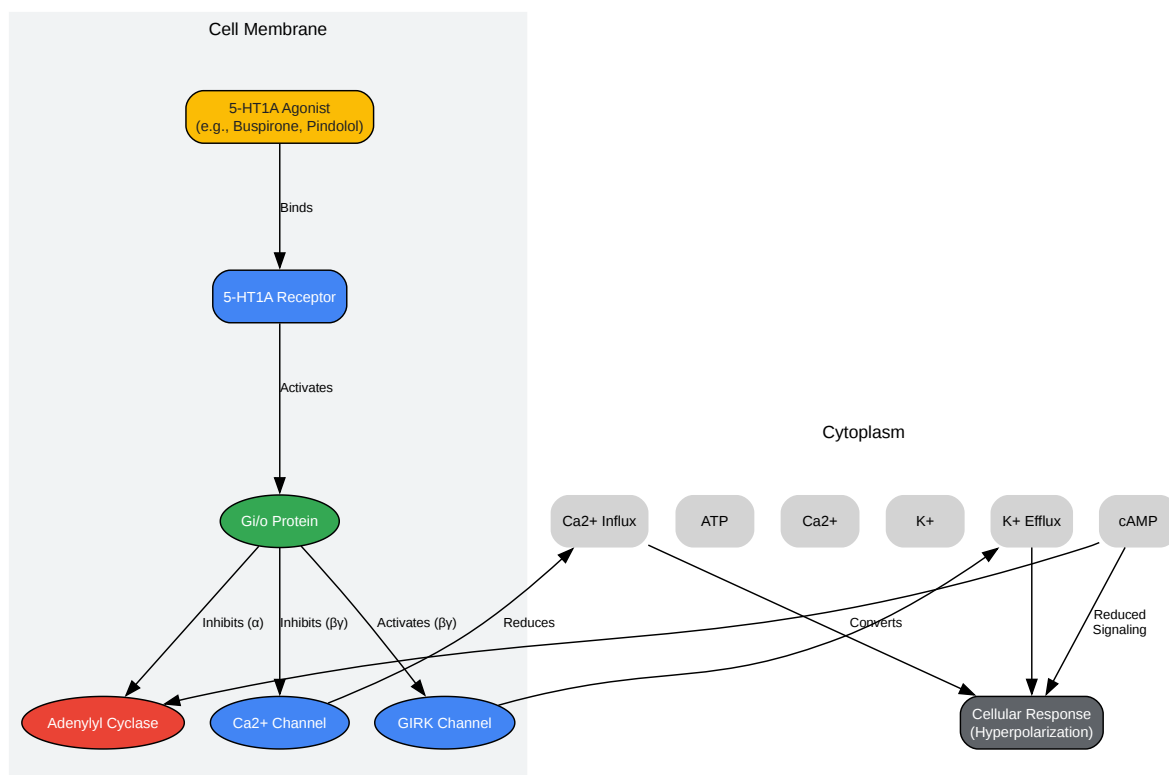 Cell Membrane
5-HT1A Agonist
(e.g., Buspirone, Pindolol)
Binds
5-HT1A Receptor
Activates
Cytoplasm
Gi/o Protein
Ca2+ Influx
ATP
Ca2+
K+
K+ Efflux
cAMP
Inhibits (α)
Inhibits (βγ)
Activates (βγ)
Reduces
Converts
Reduced
Signaling
Adenylyl Cyclase
Ca2+ Channel
GIRK Channel
Cellular Response
(Hyperpolarization)